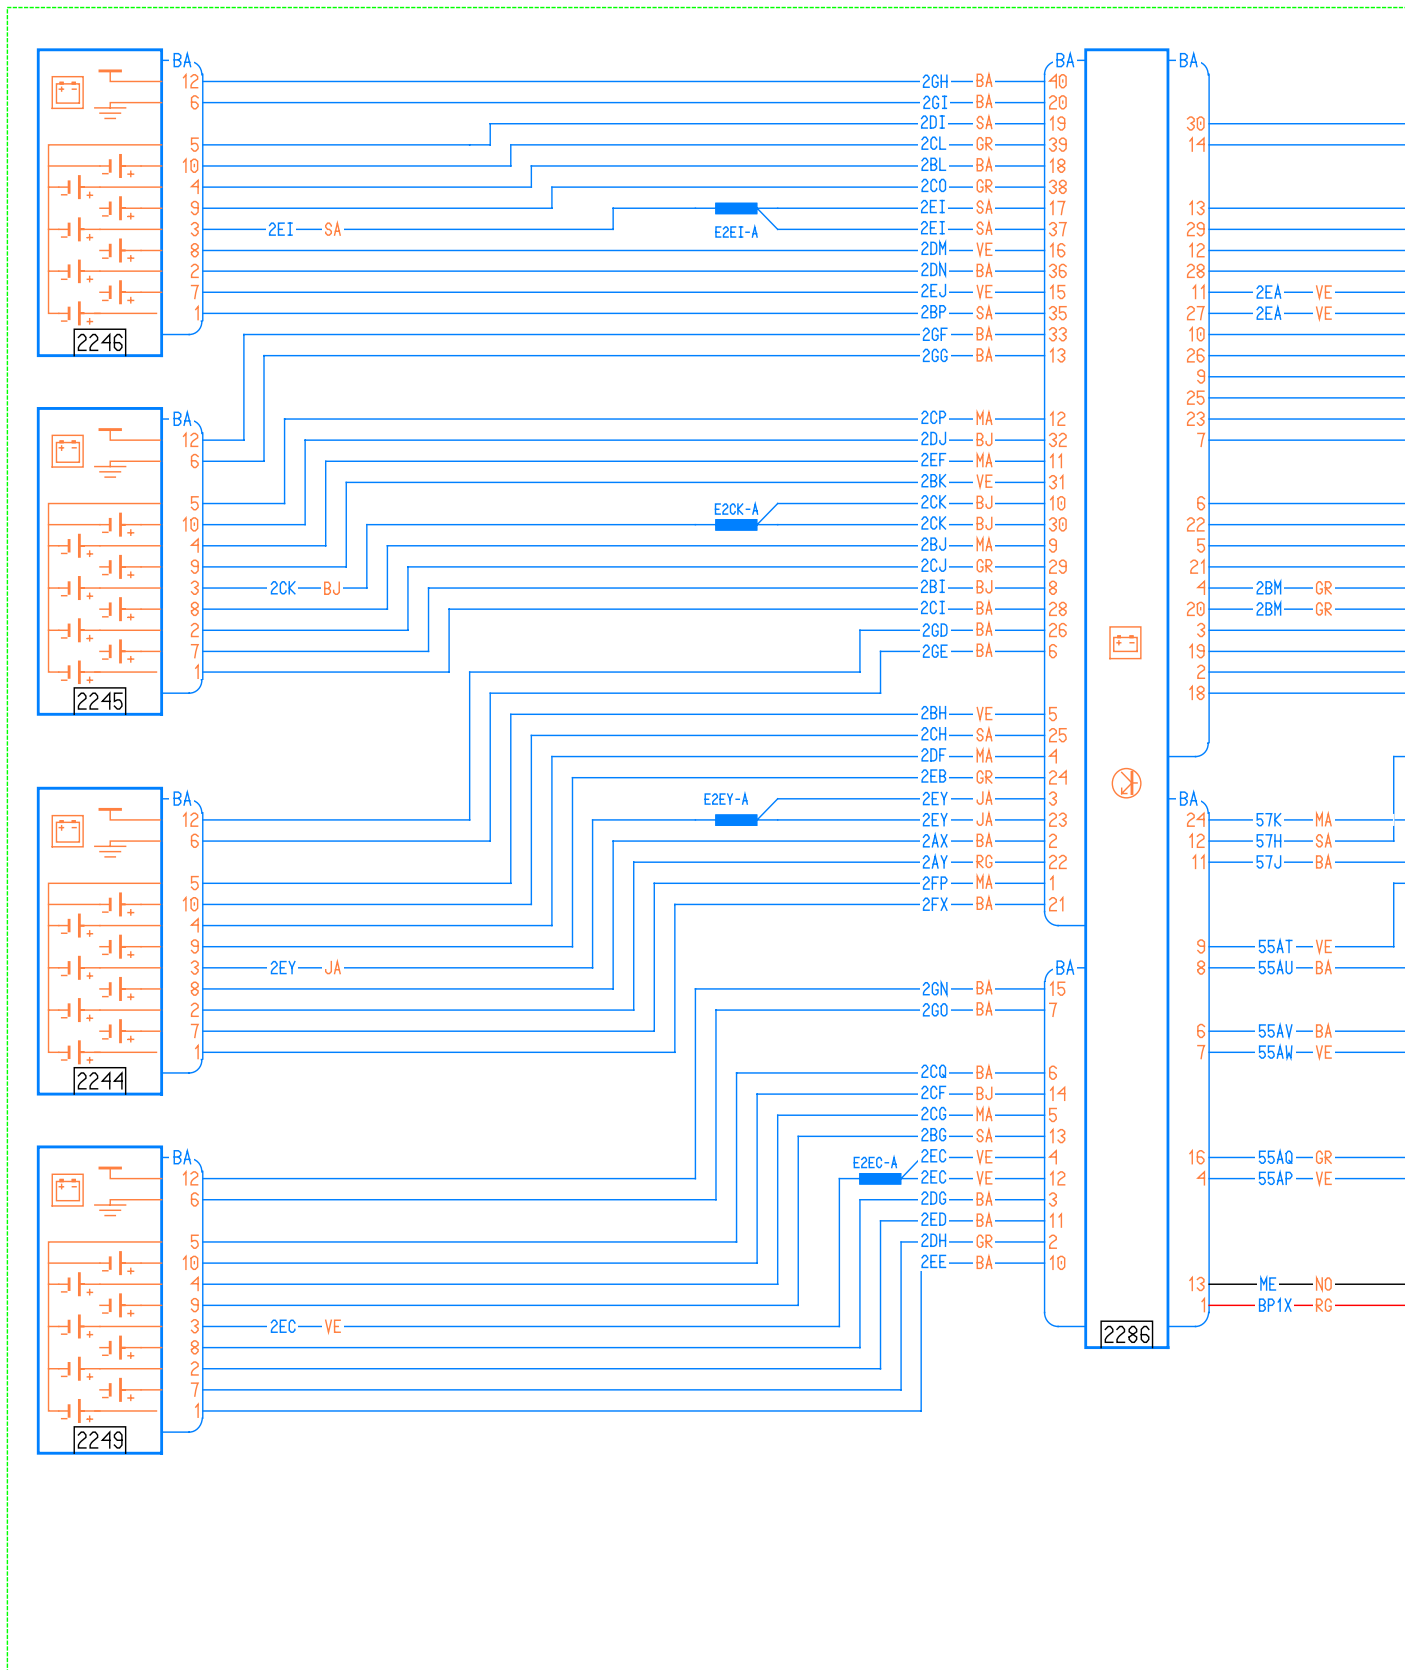 BA BA BA
12 2GH BA 40
6 2GI BA 20
2DI SA 19 30
5 2CL GR 39 14
10 2BL BA 18
4 2CO GR 38
9 2EI SA 17 13
3 2EI SA E2EI-A 2EI SA 37 29
8 2DM VE 16 12
2 2DN BA 36 28
7 2EJ VE 15 11 2EA VE
1 2BP SA 35 27 2EA VE
2246 2GF BA 33 10
2GG BA 13 26
9
25
BA 2CP MA 12 23
12 2DJ BJ 32 7
6 2EF MA 11
2BK VE 31
5 E2CK-A 2CK BJ 10 6
10 2CK BJ 30 22
4 2BJ MA 9 5
9 2CJ GR 29 21
3 2CK BJ 2BI BJ 8 4 2BM GR
8 2CI BA 28 20 2BM GR
2 2GD BA 26 3
7 2GE BA 6 19
1 2
2245 18
2BH VE 5
2CH SA 25
2DF MA 4
2EB GR 24
BA E2EY-A 2EY JA 3 BA
12 2EY JA 23 24 57K MA
6 2AX BA 2 12 57H SA
2AY RG 22 11 57J BA
5 2FP MA 1
10 2FX BA 21
4
9 9 55AT VE
3 2EY JA BA 8 55AU BA
8 2GN BA 15
2 2GO BA 7
7 6 55AV BA
1 7 55AW VE
2244 2CQ BA 6
2CF BJ 14
2CG MA 5
2BG SA 13
BA E2EC-A 2EC VE 4 16 55AQ GR
12 2EC VE 12 4 55AP VE
6 2DG BA 3
2ED BA 11
5 2DH GR 2
10 2EE BA 10
4 13 ME NO
9 1 BP1X RG
3 2EC VE 2286
8
2
7
1
2249